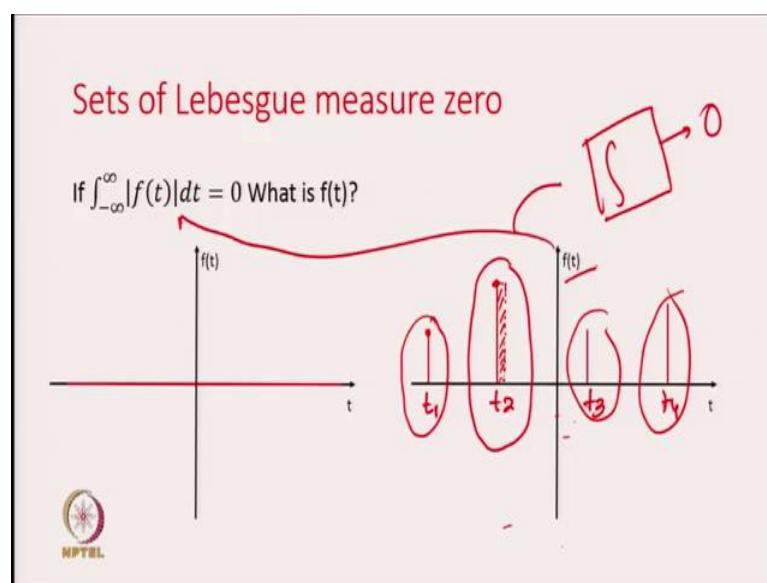 Sets of Lebesgue measure zero
If ∫_{-∞}^{∞}|f(t)|dt = 0 What is f(t)?
∫ → 0
f(t)
f(t)
t
t₁ t₂ t₃ t₄ t
NPTEL